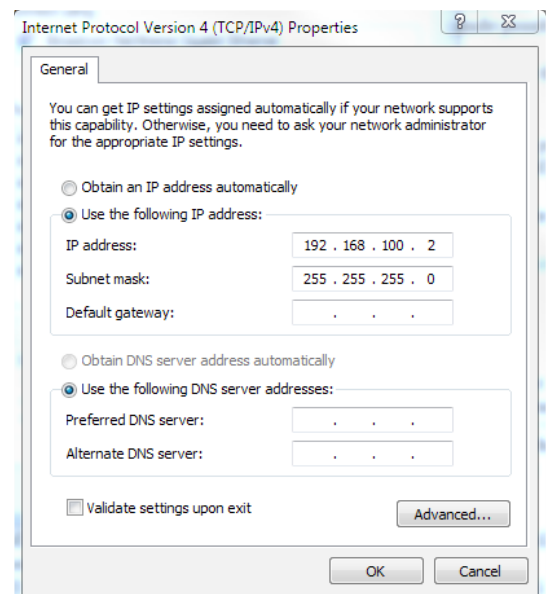 Internet Protocol Version 4 (TCP/IPv4) Properties
General
You can get IP settings assigned automatically if your network supports
this capability. Otherwise, you need to ask your network administrator
for the appropriate IP settings.
Obtain an IP address automatically
Use the following IP address:
IP address: 192 . 168 . 100 . 2
Subnet mask: 255 . 255 . 255 . 0
Default gateway: . . .
Obtain DNS server address automatically
Use the following DNS server addresses:
Preferred DNS server: . . .
Alternate DNS server: . . .
Validate settings upon exit
Advanced...
OK Cancel